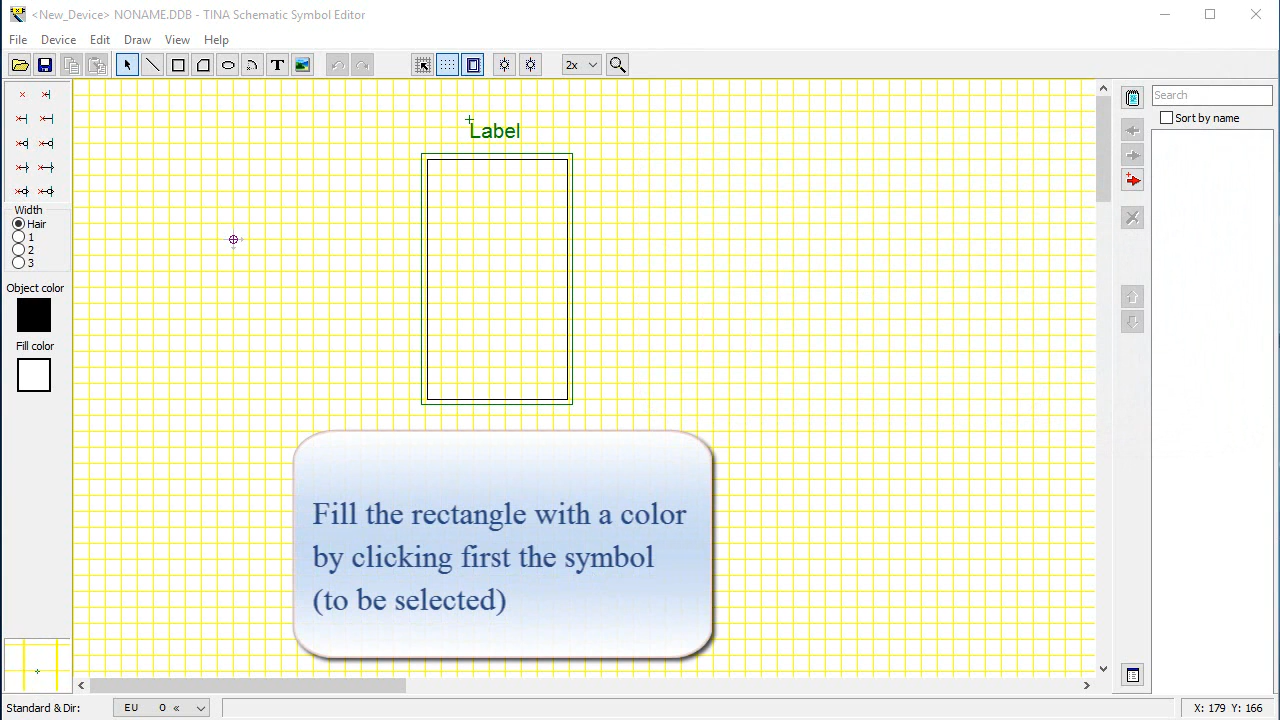 <New_Device> NONAME.DDB - TINA Schematic Symbol Editor
File Device Edit Draw View Help
T
2x
Search
Sort by name
Label
Width
Hair
1
2
3
Object color
Fill color
Fill the rectangle with a color
by clicking first the symbol
(to be selected)
Standard & Dir:
EU 0 «
X: 179 Y: 166